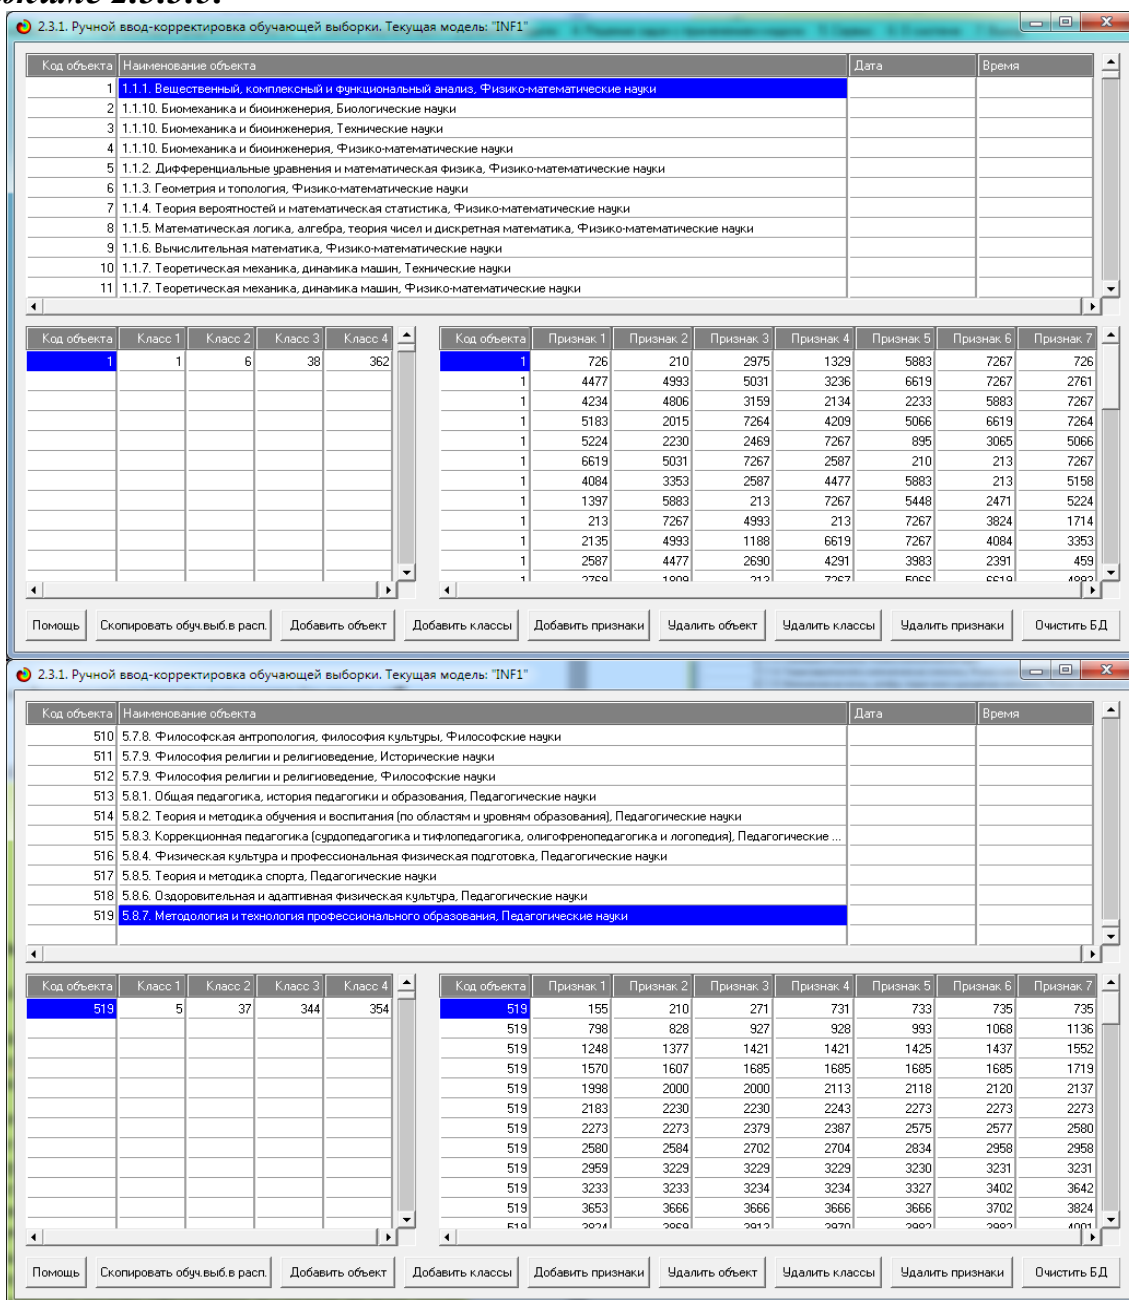 2.3.1. Ручной ввод-корректировка обучающей выборки. Текущая модель: "INF1"
Код объекта Наименование объекта Дата Время
1 1.1.1. Вещественный, комплексный и функциональный анализ, Физико-математические науки
2 1.1.10. Биомеханика и биоинженерия, Биологические науки
3 1.1.10. Биомеханика и биоинженерия, Технические науки
4 1.1.10. Биомеханика и биоинженерия, Физико-математические науки
5 1.1.2. Дифференциальные уравнения и математическая физика, Физико-математические науки
6 1.1.3. Геометрия и топология, Физико-математические науки
7 1.1.4. Теория вероятностей и математическая статистика, Физико-математические науки
8 1.1.5. Математическая логика, алгебра, теория чисел и дискретная математика, Физико-математические науки
9 1.1.6. Вычислительная математика, Физико-математические науки
10 1.1.7. Теоретическая механика, динамика машин, Технические науки
11 1.1.7. Теоретическая механика, динамика машин, Физико-математические науки
Код объекта Класс 1 Класс 2 Класс 3 Класс 4
1 1 6 38 362
Код объекта Признак 1 Признак 2 Признак 3 Признак 4 Признак 5 Признак 6 Признак 7
1 726 210 2975 1329 5883 7267 726
1 4477 4993 5031 3236 6619 7267 2761
1 4234 4806 3159 2134 2233 5883 7267
1 5183 2015 7264 4209 5066 6619 7264
1 5224 2230 2469 7267 895 3065 5066
1 6619 5031 7267 2587 210 213 7267
1 4084 3353 2587 4477 5883 213 5158
1 1397 5883 213 7267 5448 2471 5224
1 213 7267 4993 213 7267 3824 1714
1 2135 4993 1188 6619 7267 4084 3353
1 2587 4477 2690 4291 3983 2391 459
Помощь Скопировать обуч.выб.в расп. Добавить объект Добавить классы Добавить признаки Удалить объект Удалить классы Удалить признаки Очистить БД
2.3.1. Ручной ввод-корректировка обучающей выборки. Текущая модель: "INF1"
Код объекта Наименование объекта Дата Время
510 5.7.8. Философская антропология, философия культуры, Философские науки
511 5.7.9. Философия религии и религиоведение, Исторические науки
512 5.7.9. Философия религии и религиоведение, Философские науки
513 5.8.1. Общая педагогика, история педагогики и образования, Педагогические науки
514 5.8.2. Теория и методика обучения и воспитания (по областям и уровням образования), Педагогические науки
515 5.8.3. Коррекционная педагогика (сурдопедагогика и тифлопедагогика, олигофренопедагогика и логопедия), Педагогические ...
516 5.8.4. Физическая культура и профессиональная физическая подготовка, Педагогические науки
517 5.8.5. Теория и методика спорта, Педагогические науки
518 5.8.6. Оздоровительная и адаптивная физическая культура, Педагогические науки
519 5.8.7. Методология и технология профессионального образования, Педагогические науки
Код объекта Класс 1 Класс 2 Класс 3 Класс 4
519 5 37 344 354
Код объекта Признак 1 Признак 2 Признак 3 Признак 4 Признак 5 Признак 6 Признак 7
519 155 210 271 731 733 735 735
519 798 828 927 928 993 1068 1136
519 1248 1377 1421 1421 1425 1437 1552
519 1570 1607 1685 1685 1685 1685 1719
519 1998 2000 2000 2113 2118 2120 2137
519 2183 2230 2230 2243 2273 2273 2273
519 2273 2273 2379 2387 2575 2577 2580
519 2580 2584 2702 2704 2834 2958 2958
519 2959 3229 3229 3229 3230 3231 3231
519 3233 3233 3234 3234 3327 3402 3642
519 3653 3666 3666 3666 3666 3702 3824
Помощь Скопировать обуч.выб.в расп. Добавить объект Добавить классы Добавить признаки Удалить объект Удалить классы Удалить признаки Очистить БД